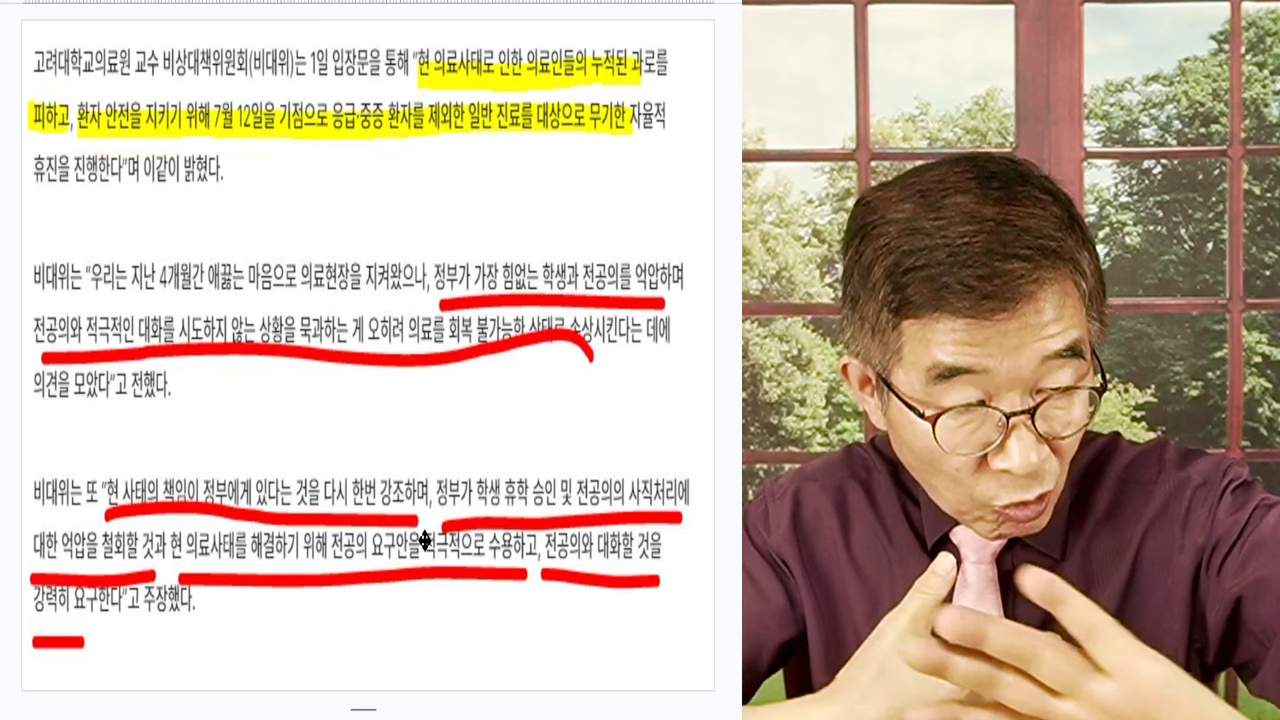 고려대학교의료원 교수 비상대책위원회(비대위)는 1일 입장문을 통해 “현 의료사태로 인한 의료인들의 누적된 과로를
피하고, 환자 안전을 지키기 위해 7월 12일을 기점으로 응급·중증 환자를 제외한 일반 진료를 대상으로 무기한 자율적
휴진을 진행한다”며 이같이 밝혔다.
비대위는 “우리는 지난 4개월간 애끓는 마음으로 의료현장을 지켜왔으나, 정부가 가장 힘없는 학생과 전공의를 억압하며
전공의와 적극적인 대화를 시도하지 않는 상황을 묵과하는 게 오히려 의료를 회복 불가능한 상태로 손상시킨다는 데에
의견을 모았다”고 전했다.
비대위는 또 “현 사태의 책임이 정부에게 있다는 것을 다시 한번 강조하며, 정부가 학생 휴학 승인 및 전공의의 사직처리에
대한 억압을 철회할 것과 현 의료사태를 해결하기 위해 전공의 요구안을 적극적으로 수용하고, 전공의와 대화할 것을
강력히 요구한다”고 주장했다.